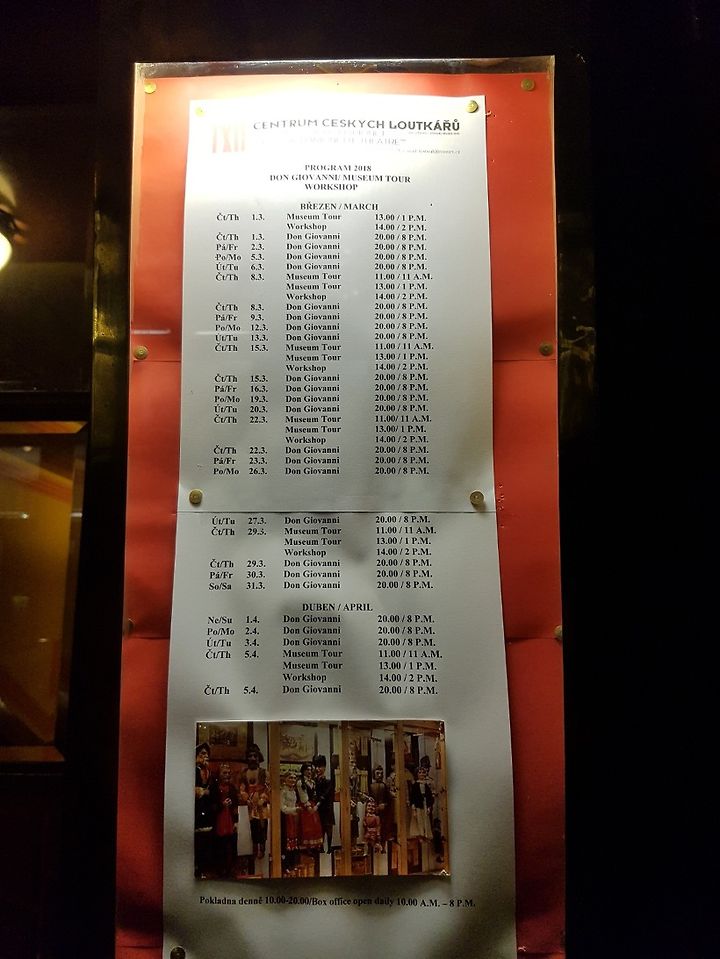 CENTRUM CESKYCH LOUTKÁŘŮ
PROGRAM 2018
DON GIOVANNI/ MUSEUM TOUR
WORKSHOP
BŘEZEN / MARCH
Čt/Th 1.3. Museum Tour 13.00 / 1 P.M.
Workshop 14.00 / 2 P.M.
Čt/Th 1.3. Don Giovanni 20.00 / 8 P.M.
Pá/Fr 2.3. Don Giovanni 20.00 / 8 P.M.
Po/Mo 5.3. Don Giovanni 20.00 / 8 P.M.
Út/Tu 6.3. Don Giovanni 20.00 / 8 P.M.
Čt/Th 8.3. Museum Tour 11.00 / 11 A.M.
Museum Tour 13.00 / 1 P.M.
Workshop 14.00 / 2 P.M.
Čt/Th 8.3. Don Giovanni 20.00 / 8 P.M.
Pá/Fr 9.3. Don Giovanni 20.00 / 8 P.M.
Po/Mo 12.3. Don Giovanni 20.00 / 8 P.M.
Út/Tu 13.3. Don Giovanni 20.00 / 8 P.M.
Čt/Th 15.3. Museum Tour 11.00 / 11 A.M.
Museum Tour 13.00 / 1 P.M.
Workshop 14.00 / 2 P.M.
Čt/Th 15.3. Don Giovanni 20.00 / 8 P.M.
Pá/Fr 16.3. Don Giovanni 20.00 / 8 P.M.
Po/Mo 19.3. Don Giovanni 20.00 / 8 P.M.
Út/Tu 20.3. Don Giovanni 20.00 / 8 P.M.
Čt/Th 22.3. Museum Tour 11.00/ 11 A.M.
Museum Tour 13.00/ 1 P.M.
Workshop 14.00 / 2 P.M.
Čt/Th 22.3. Don Giovanni 20.00 / 8 P.M.
Pá/Fr 23.3. Don Giovanni 20.00 / 8 P.M.
Po/Mo 26.3. Don Giovanni 20.00 / 8 P.M.
Út/Tu 27.3. Don Giovanni 20.00 / 8 P.M.
Čt/Th 29.3. Museum Tour 11.00 / 11 A.M.
Museum Tour 13.00 / 1 P.M.
Workshop 14.00 / 2 P.M.
Čt/Th 29.3. Don Giovanni 20.00 / 8 P.M.
Pá/Fr 30.3. Don Giovanni 20.00 / 8 P.M.
So/Sa 31.3. Don Giovanni 20.00 / 8 P.M.
DUBEN / APRIL
Ne/Su 1.4. Don Giovanni 20.00 / 8 P.M.
Po/Mo 2.4. Don Giovanni 20.00 / 8 P.M.
Út/Tu 3.4. Don Giovanni 20.00 / 8 P.M.
Čt/Th 5.4. Museum Tour 11.00 / 11 A.M.
Museum Tour 13.00 / 1 P.M.
Workshop 14.00 / 2 P.M.
Čt/Th 5.4. Don Giovanni 20.00 / 8 P.M.
Pokladna denně 10.00-20.00/Box office open daily 10.00 A.M. – 8 P.M.